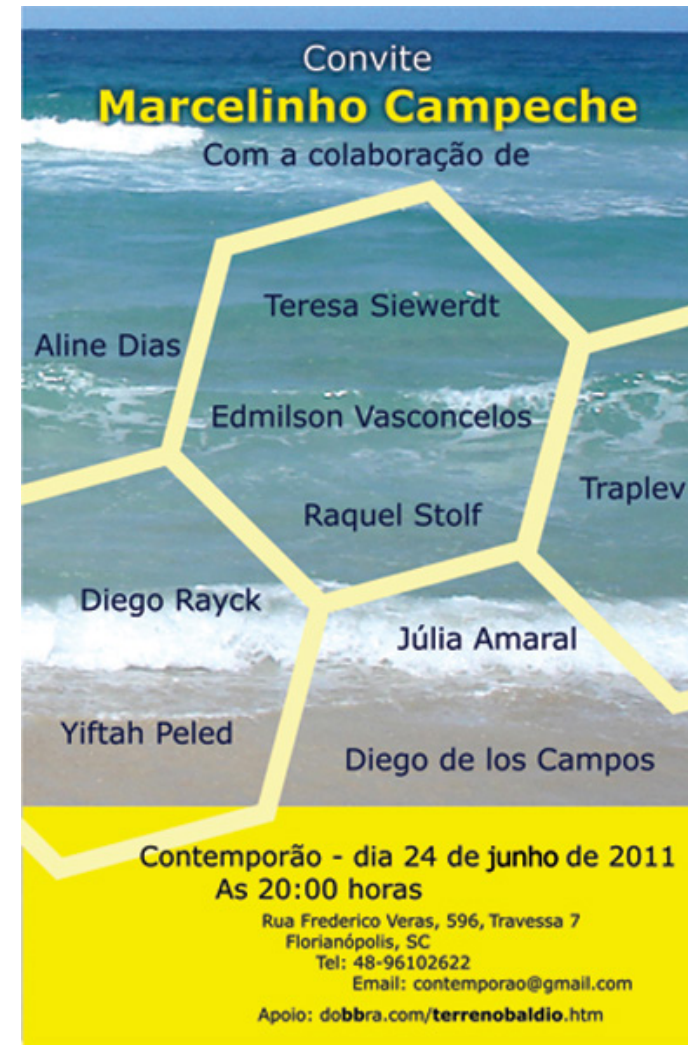 Convite
Marcelinho Campeche
Com a colaboração de
Teresa Siewerdt
Aline Dias
Edmilson Vasconcelos
Traplev
Raquel Stolf
Diego Rayck
Júlia Amaral
Yiftah Peled
Diego de los Campos
Contemporão - dia 24 de junho de 2011
As 20:00 horas
Rua Frederico Veras, 596, Travessa 7
Florianópolis, SC
Tel: 48-96102622
Email: contemporao@gmail.com
Apoio: dobbra.com/terrenobaldio.htm